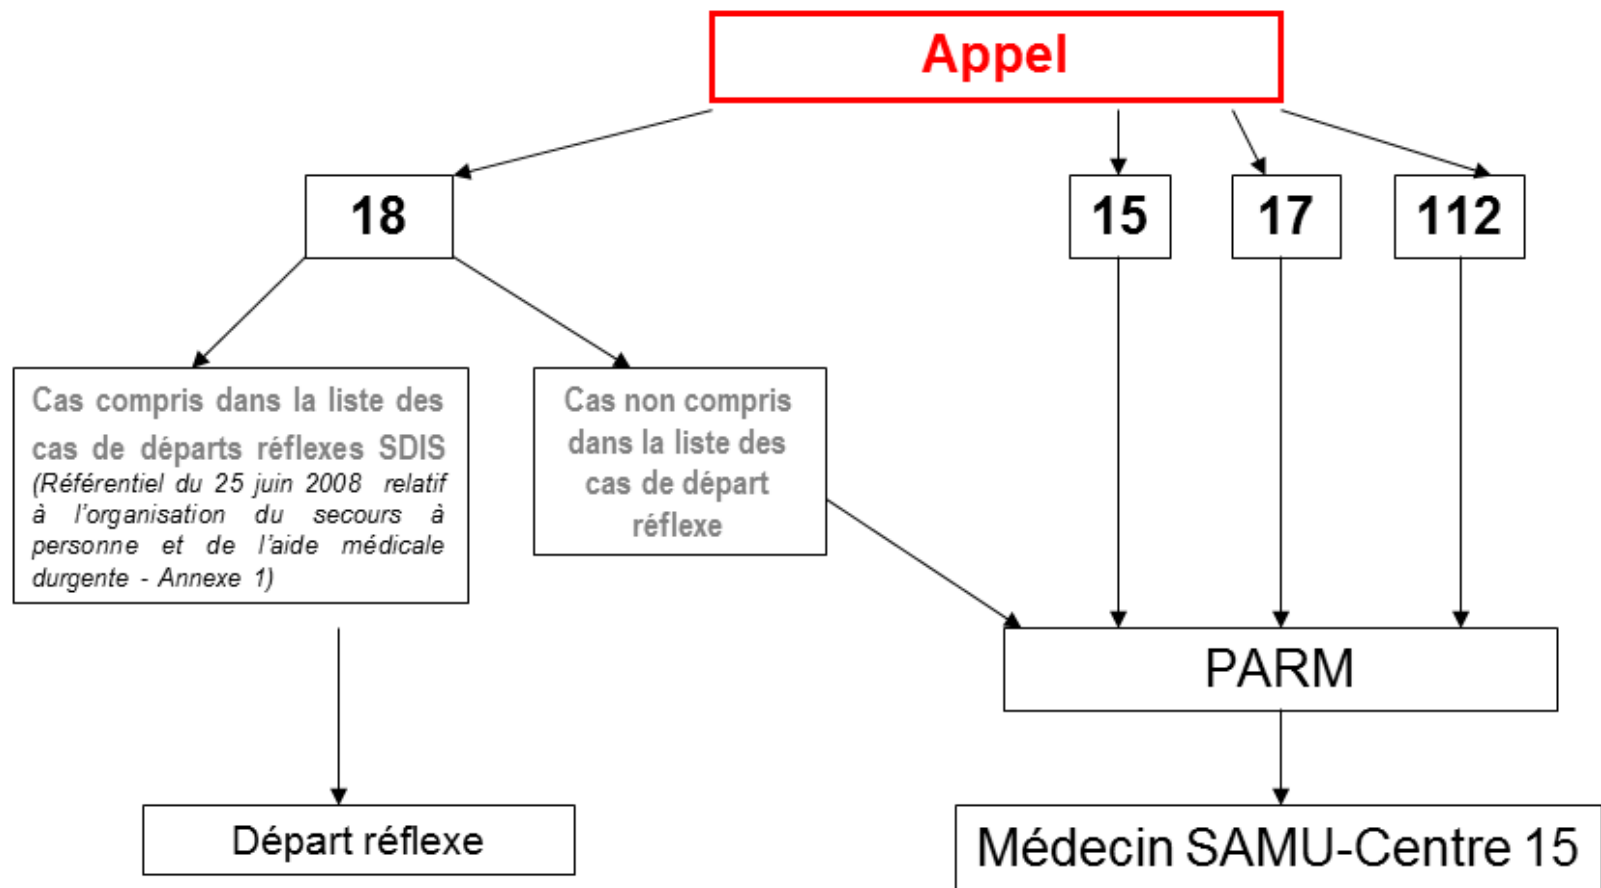 Appel
18
15
17
112
Cas compris dans la liste des
cas de départs réflexes SDIS
(Référentiel du 25 juin 2008 relatif
à l'organisation du secours à
personne et de l'aide médicale
durgente - Annexe 1)
Cas non compris
dans la liste des
cas de départ
réflexe
PARM
Départ réflexe
Médecin SAMU-Centre 15